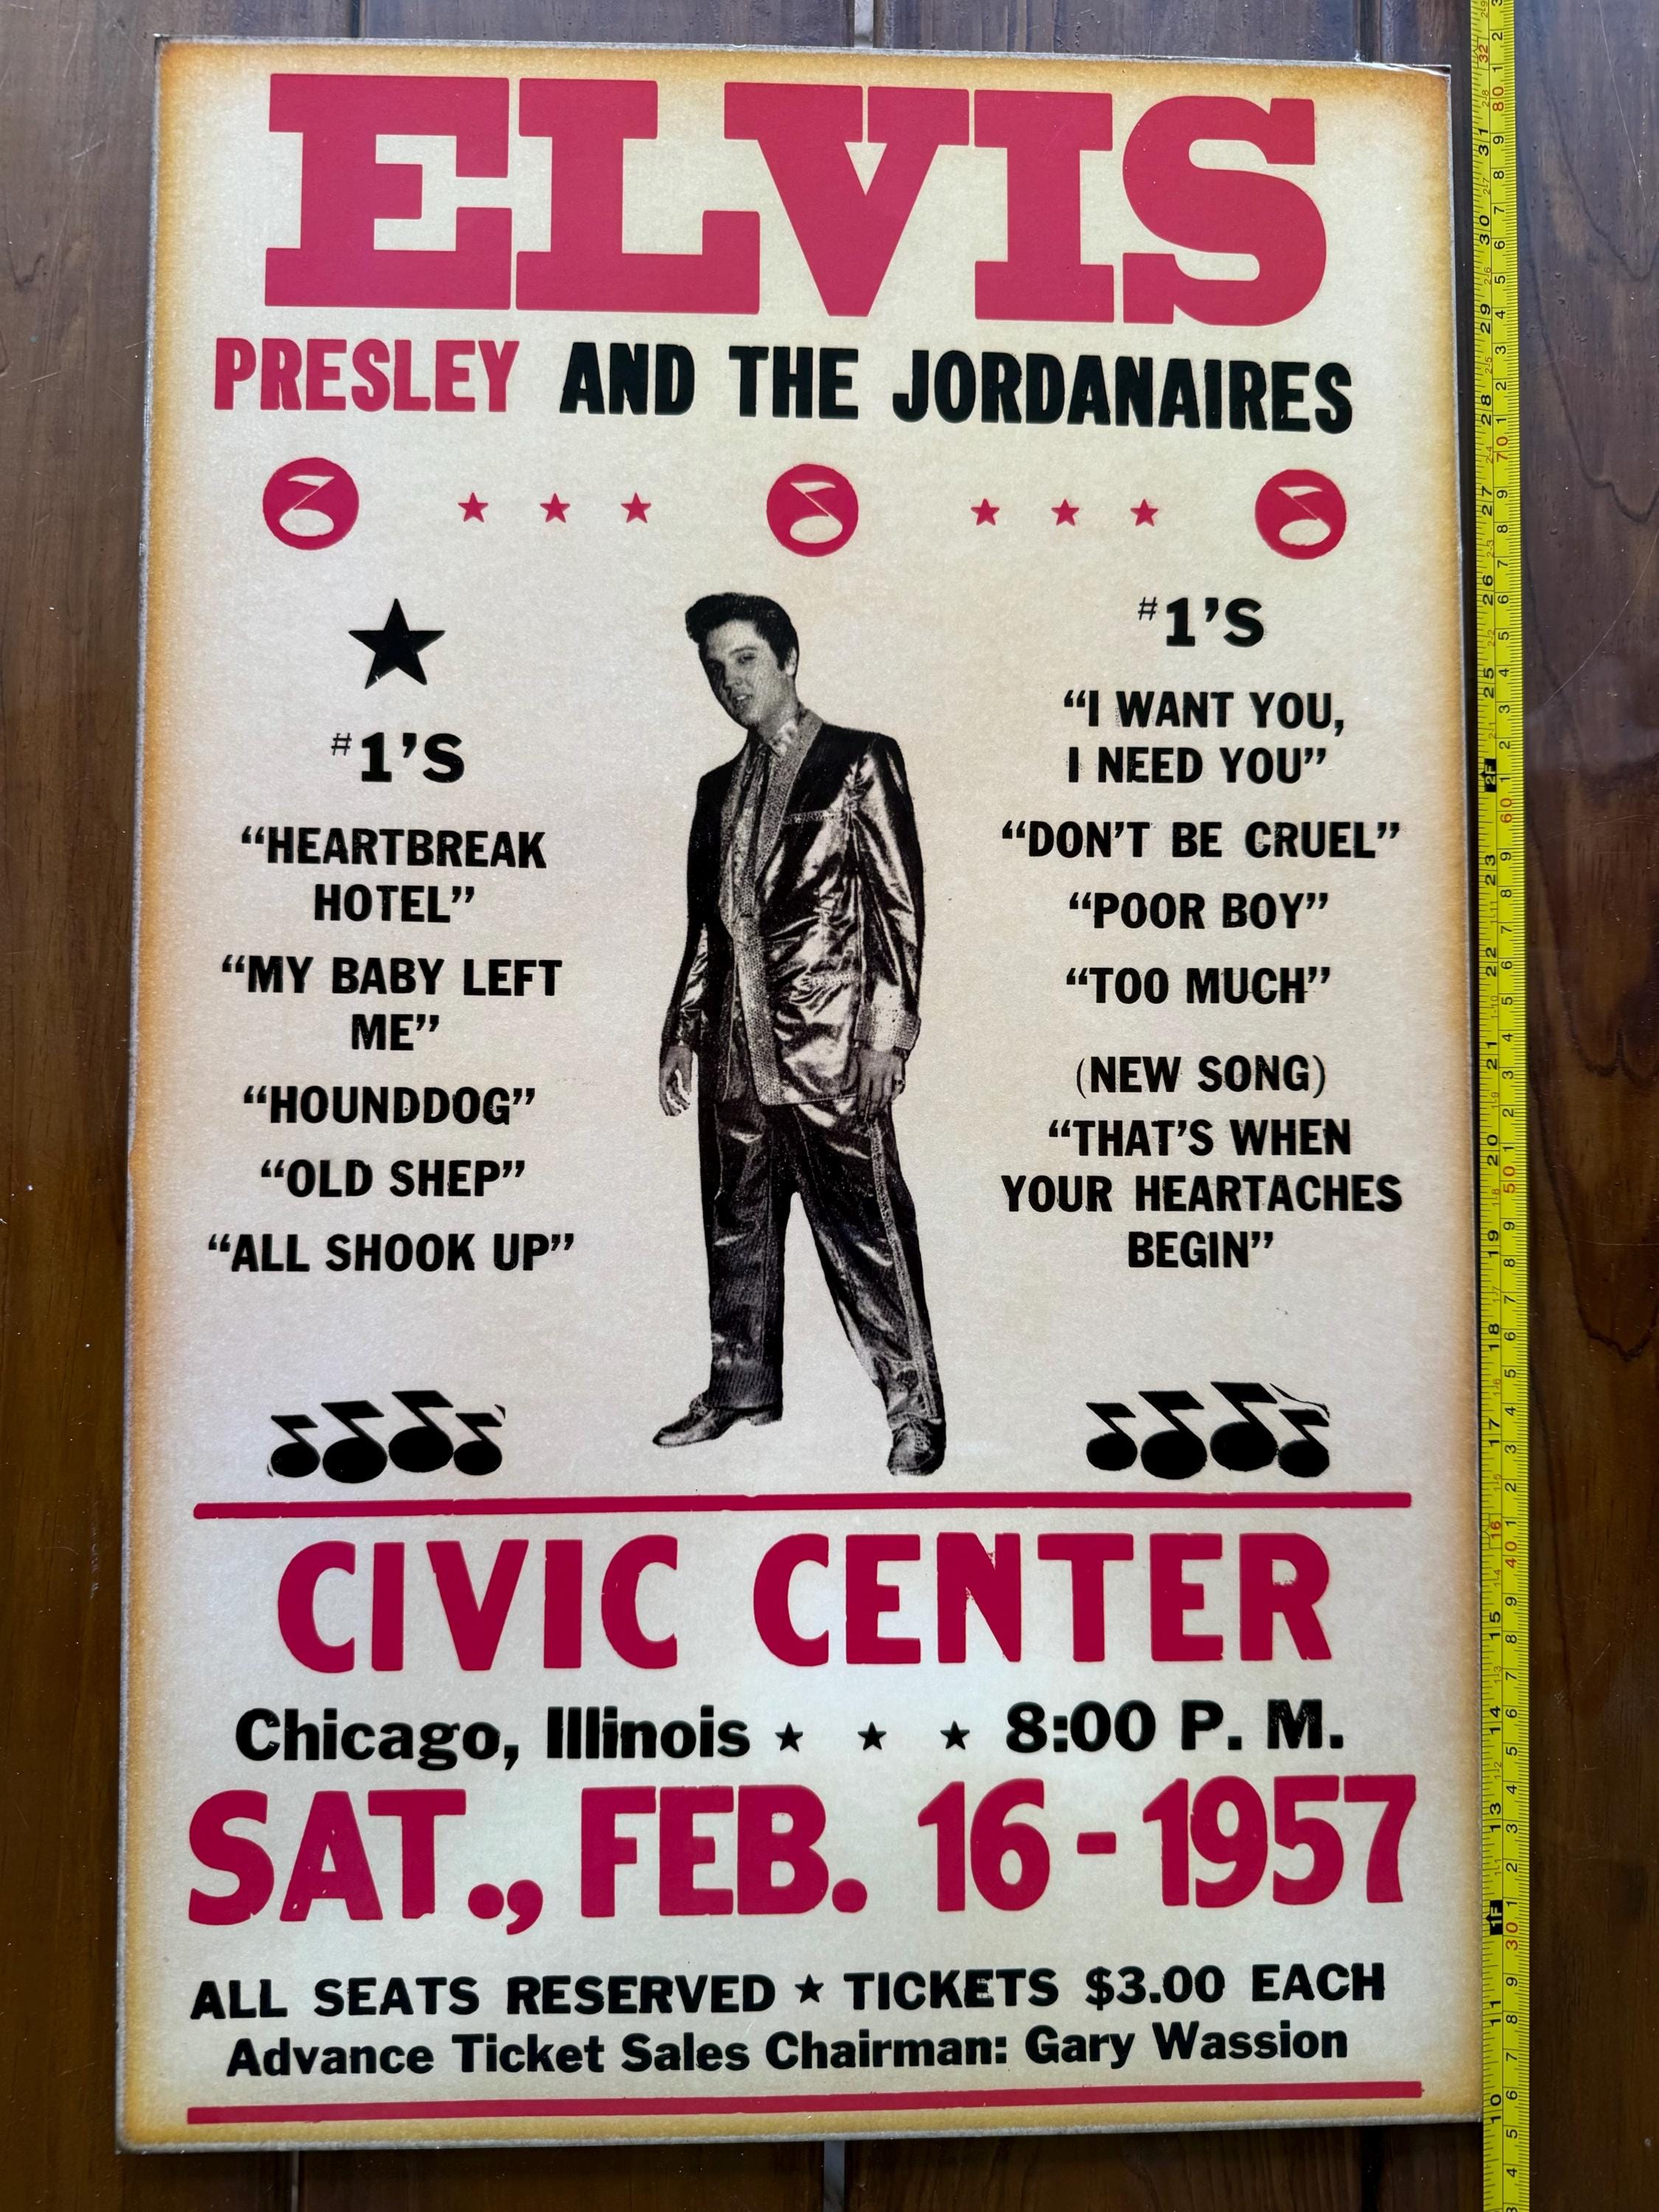 ELVIS
PRESLEY AND THE JORDANAIRES
#1'S
"HEARTBREAK
HOTEL"
"MY BABY LEFT
ME"
"HOUNDDOG"
"OLD SHEP"
"ALL SHOOK UP"
#1'S
"I WANT YOU,
I NEED YOU"
"DON'T BE CRUEL"
"POOR BOY"
"TOO MUCH"
(NEW SONG)
"THAT'S WHEN
YOUR HEARTACHES
BEGIN"
CIVIC CENTER
Chicago, Illinois ★ ★ ★ 8:00 P. M.
SAT., FEB. 16 - 1957
ALL SEATS RESERVED ★ TICKETS $3.00 EACH
Advance Ticket Sales Chairman: Gary Wassion